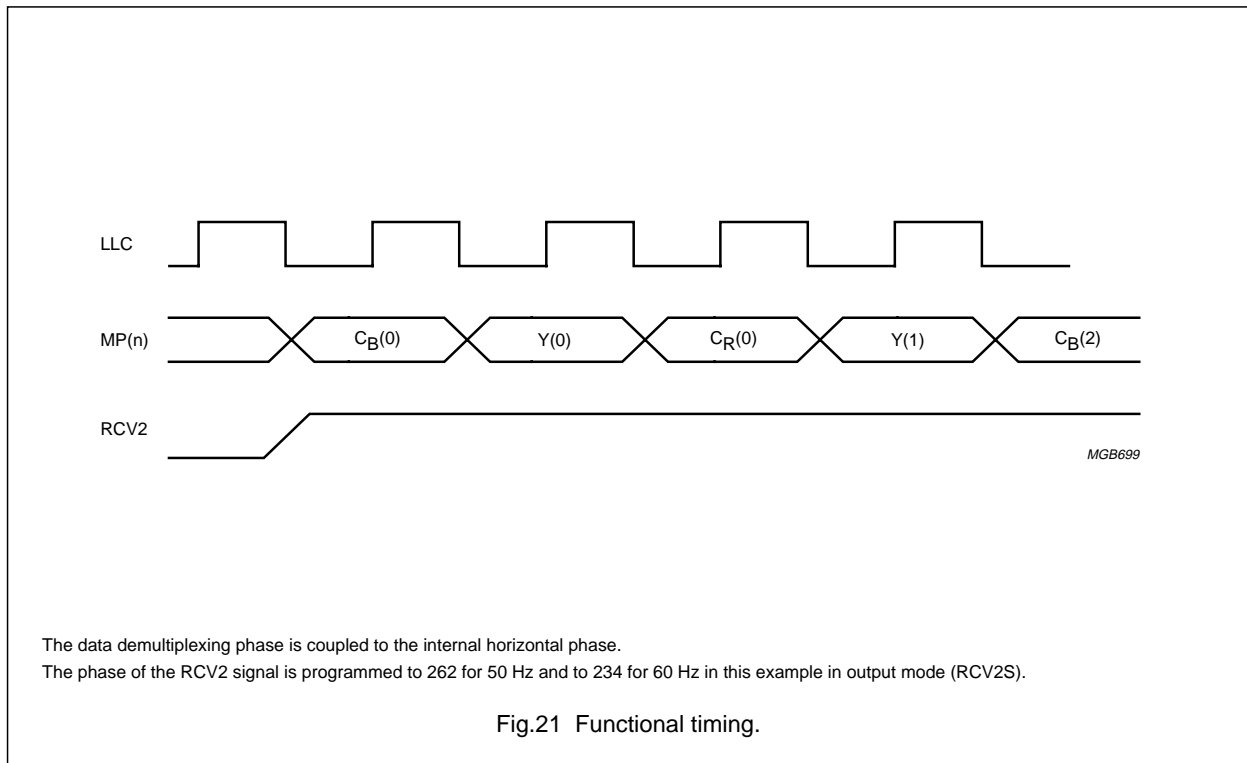 LLC
MP(n)
CB(0)
Y(0)
CR(0)
Y(1)
CB(2)
RCV2
MGB699
The data demultiplexing phase is coupled to the internal horizontal phase.
The phase of the RCV2 signal is programmed to 262 for 50 Hz and to 234 for 60 Hz in this example in output mode (RCV2S).
Fig.21 Functional timing.